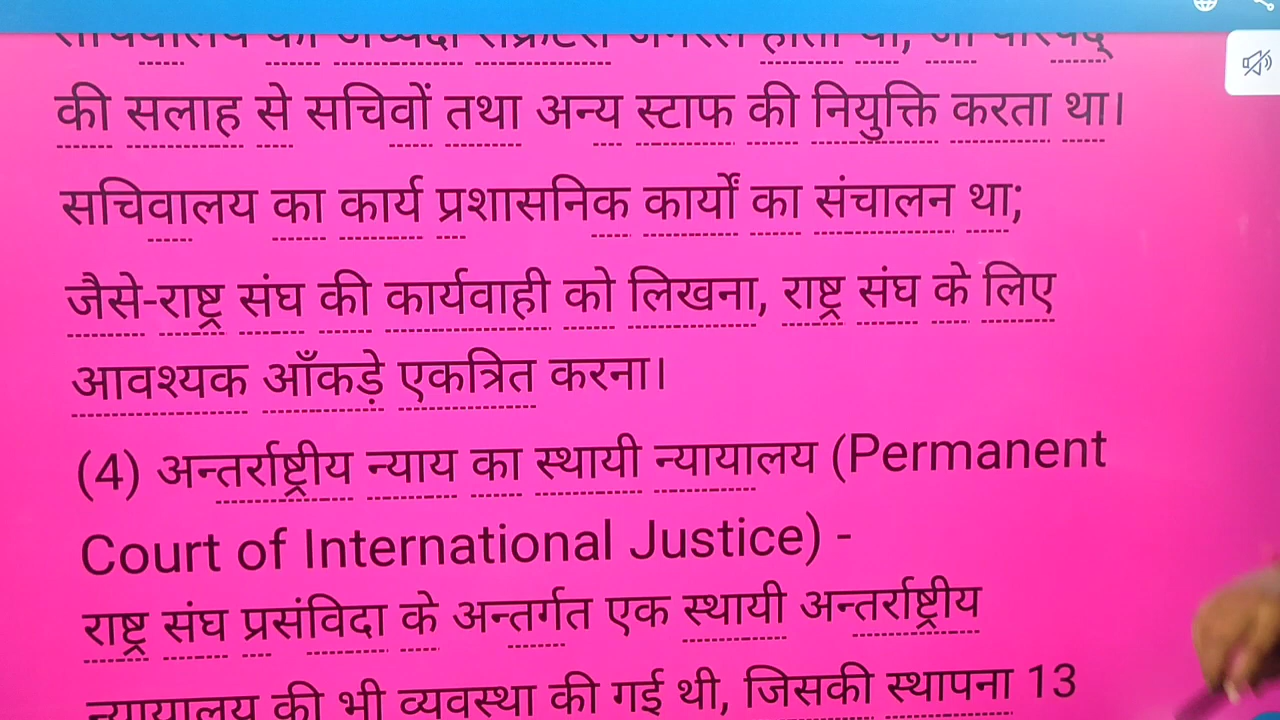 की सलाह से सचिवों तथा अन्य स्टाफ की नियुक्ति करता था।
सचिवालय का कार्य प्रशासनिक कार्यों का संचालन था;
जैसे-राष्ट्र संघ की कार्यवाही को लिखना, राष्ट्र संघ के लिए
आवश्यक आँकड़े एकत्रित करना।
(4) अन्तर्राष्ट्रीय न्याय का स्थायी न्यायालय (Permanent
Court of International Justice) -
राष्ट्र संघ प्रसंविदा के अन्तर्गत एक स्थायी अन्तर्राष्ट्रीय
न्यायालय की भी व्यवस्था की गई थी, जिसकी स्थापना 13